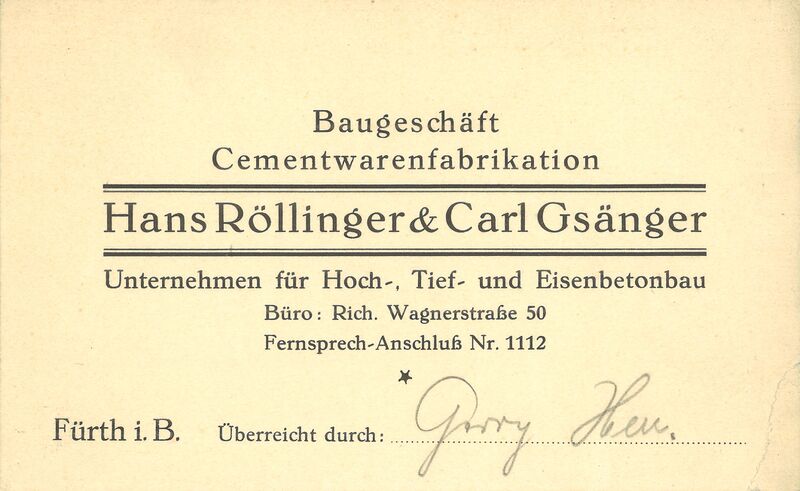 Baugeschäft
Cementwarenfabrikation
Hans Röllinger & Carl Gsänger
Unternehmen für Hoch-, Tief- und Eisenbetonbau
Büro: Rich. Wagnerstraße 50
Fernsprech-Anschluß Nr. 1112
Fürth i. B. Überreicht durch: